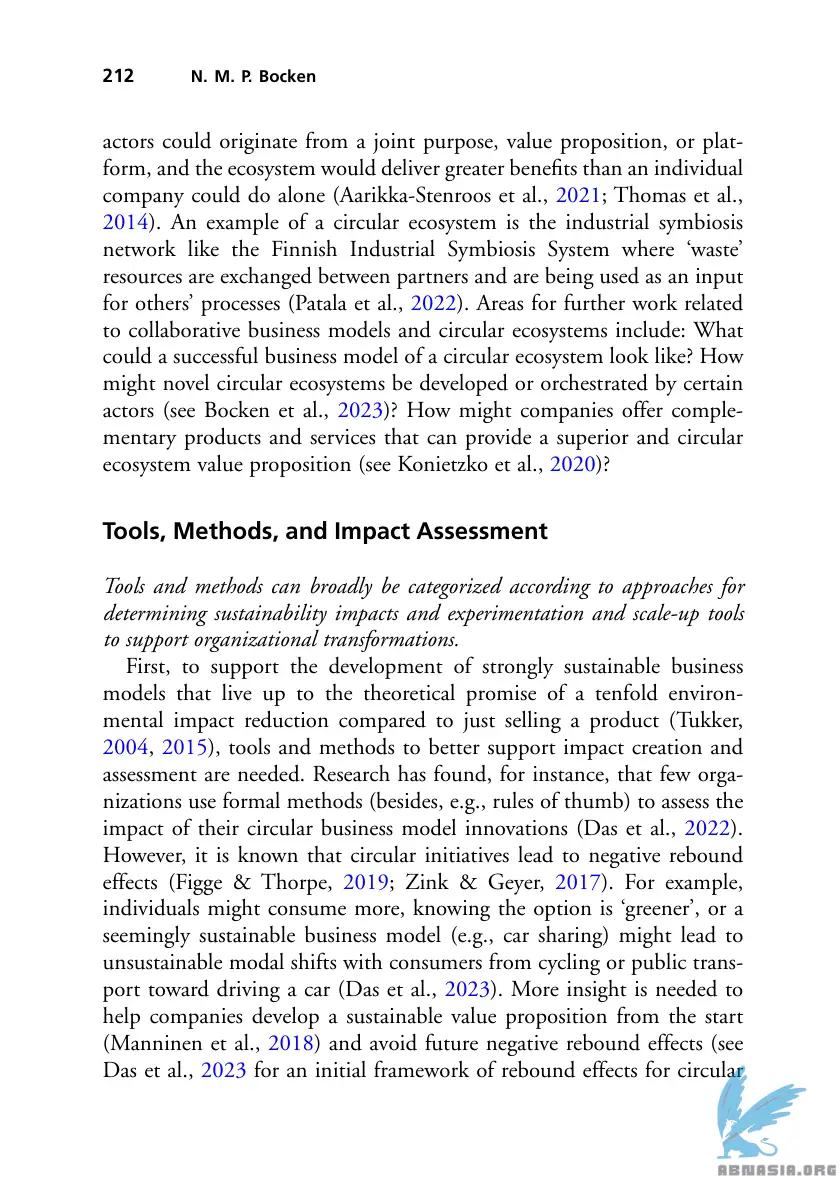 212 N. M. P. Bocken
actors could originate from a joint purpose, value proposition, or plat-
form, and the ecosystem would deliver greater benefits than an individual
company could do alone (Aarikka-Stenroos et al., 2021; Thomas et al.,
2014). An example of a circular ecosystem is the industrial symbiosis
network like the Finnish Industrial Symbiosis System where ‘waste’
resources are exchanged between partners and are being used as an input
for others’ processes (Patala et al., 2022). Areas for further work related
to collaborative business models and circular ecosystems include: What
could a successful business model of a circular ecosystem look like? How
might novel circular ecosystems be developed or orchestrated by certain
actors (see Bocken et al., 2023)? How might companies offer comple-
mentary products and services that can provide a superior and circular
ecosystem value proposition (see Konietzko et al., 2020)?
Tools, Methods, and Impact Assessment
Tools and methods can broadly be categorized according to approaches for
determining sustainability impacts and experimentation and scale-up tools
to support organizational transformations.
First, to support the development of strongly sustainable business
models that live up to the theoretical promise of a tenfold environ-
mental impact reduction compared to just selling a product (Tukker,
2004, 2015), tools and methods to better support impact creation and
assessment are needed. Research has found, for instance, that few orga-
nizations use formal methods (besides, e.g., rules of thumb) to assess the
impact of their circular business model innovations (Das et al., 2022).
However, it is known that circular initiatives lead to negative rebound
effects (Figge & Thorpe, 2019; Zink & Geyer, 2017). For example,
individuals might consume more, knowing the option is ‘greener’, or a
seemingly sustainable business model (e.g., car sharing) might lead to
unsustainable modal shifts with consumers from cycling or public trans-
port toward driving a car (Das et al., 2023). More insight is needed to
help companies develop a sustainable value proposition from the start
(Manninen et al., 2018) and avoid future negative rebound effects (see
Das et al., 2023 for an initial framework of rebound effects for circular
ABNASIA.ORG